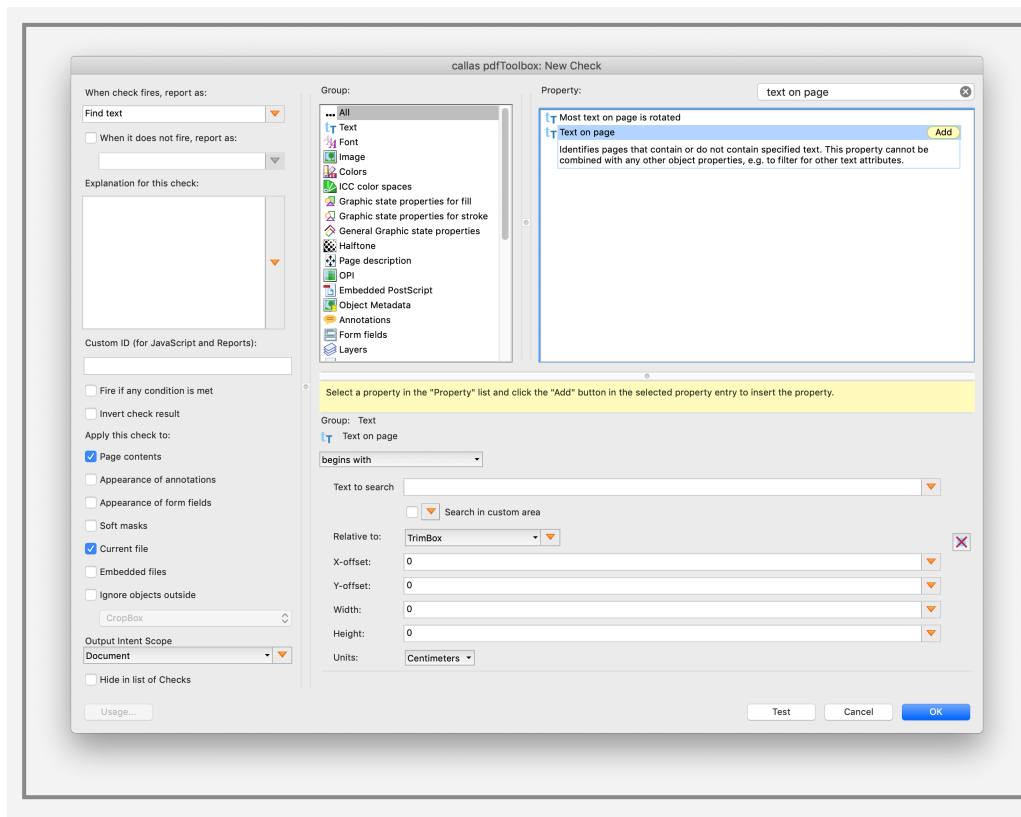 callas pdfToolbox: New Check
When check fires, report as:
Find text
When it does not fire, report as:
Explanation for this check:
Custom ID (for JavaScript and Reports):
Fire if any condition is met
Invert check result
Apply this check to:
Page contents
Appearance of annotations
Appearance of form fields
Soft masks
Current file
Embedded files
Ignore objects outside
CropBox
Output Intent Scope
Document
Hide in list of Checks
Usage...
Group:
All
Text
Font
Image
Colors
ICC color spaces
Graphic state properties for fill
Graphic state properties for stroke
General Graphic state properties
Halftone
Page description
OPI
Embedded PostScript
Object Metadata
Annotations
Form fields
Layers
Property:
text on page
Most text on page is rotated
Text on page
Add
Identifies pages that contain or do not contain specified text. This property cannot be
combined with any other object properties, e.g. to filter for other text attributes.
Select a property in the "Property" list and click the "Add" button in the selected property entry to insert the property.
Group: Text
Text on page
begins with
Text to search
Search in custom area
Relative to:
TrimBox
X-offset:
0
Y-offset:
0
Width:
0
Height:
0
Units:
Centimeters
Test
Cancel
OK